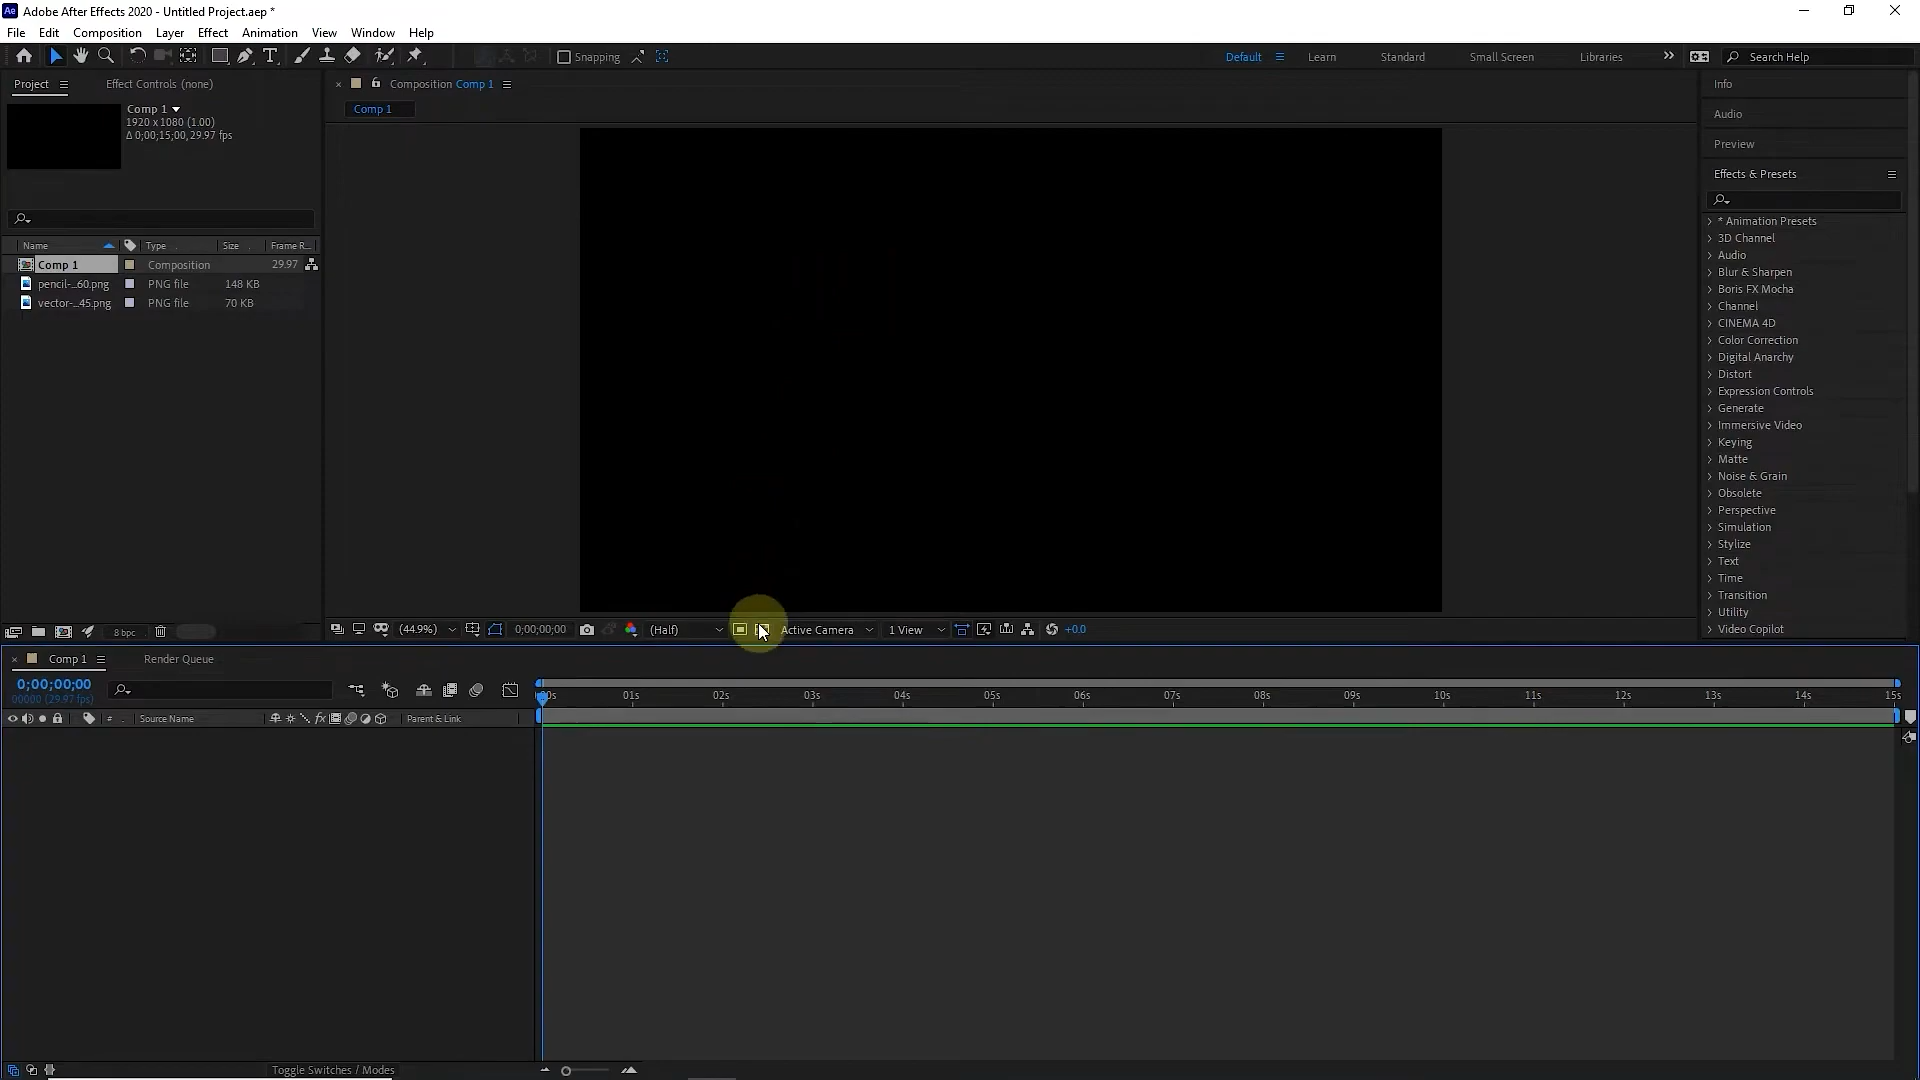 Ae Adobe After Effects 2020 - Untitled Project.aep *
File Edit Composition Layer Effect Animation View Window Help
Snapping
Default Learn Standard Small Screen Libraries Search Help
Project Effect Controls (none)
Comp 1
1920 x 1080 (1.00)
Δ 0;00;15;00, 29.97 fps
Name Type Size Frame R...
Comp 1 Composition 29.97
pencil-...60.png PNG file 148 KB
vector-...45.png PNG file 70 KB
8 bpc
Composition Comp 1
Comp 1
(44.9%) 0;00;00;00 (Half) Active Camera 1 View +0.0
Info
Audio
Preview
Effects & Presets
* Animation Presets
3D Channel
Audio
Blur & Sharpen
Boris FX Mocha
Channel
CINEMA 4D
Color Correction
Digital Anarchy
Distort
Expression Controls
Generate
Immersive Video
Keying
Matte
Noise & Grain
Obsolete
Perspective
Simulation
Stylize
Text
Time
Transition
Utility
Video Copilot
Comp 1 Render Queue
0;00;00;00
00000 (29.97 fps)
# Source Name fx Parent & Link
00s 01s 02s 03s 04s 05s 06s 07s 08s 09s 10s 11s 12s 13s 14s 15s
Toggle Switches / Modes